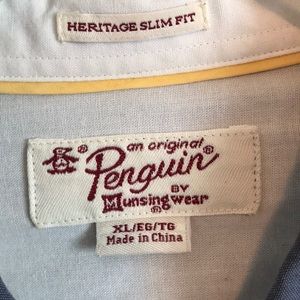 HERITAGE SLIM FIT
an original
Penguin®
BY
Munsingwear®
XL/EG/TG
Made in China